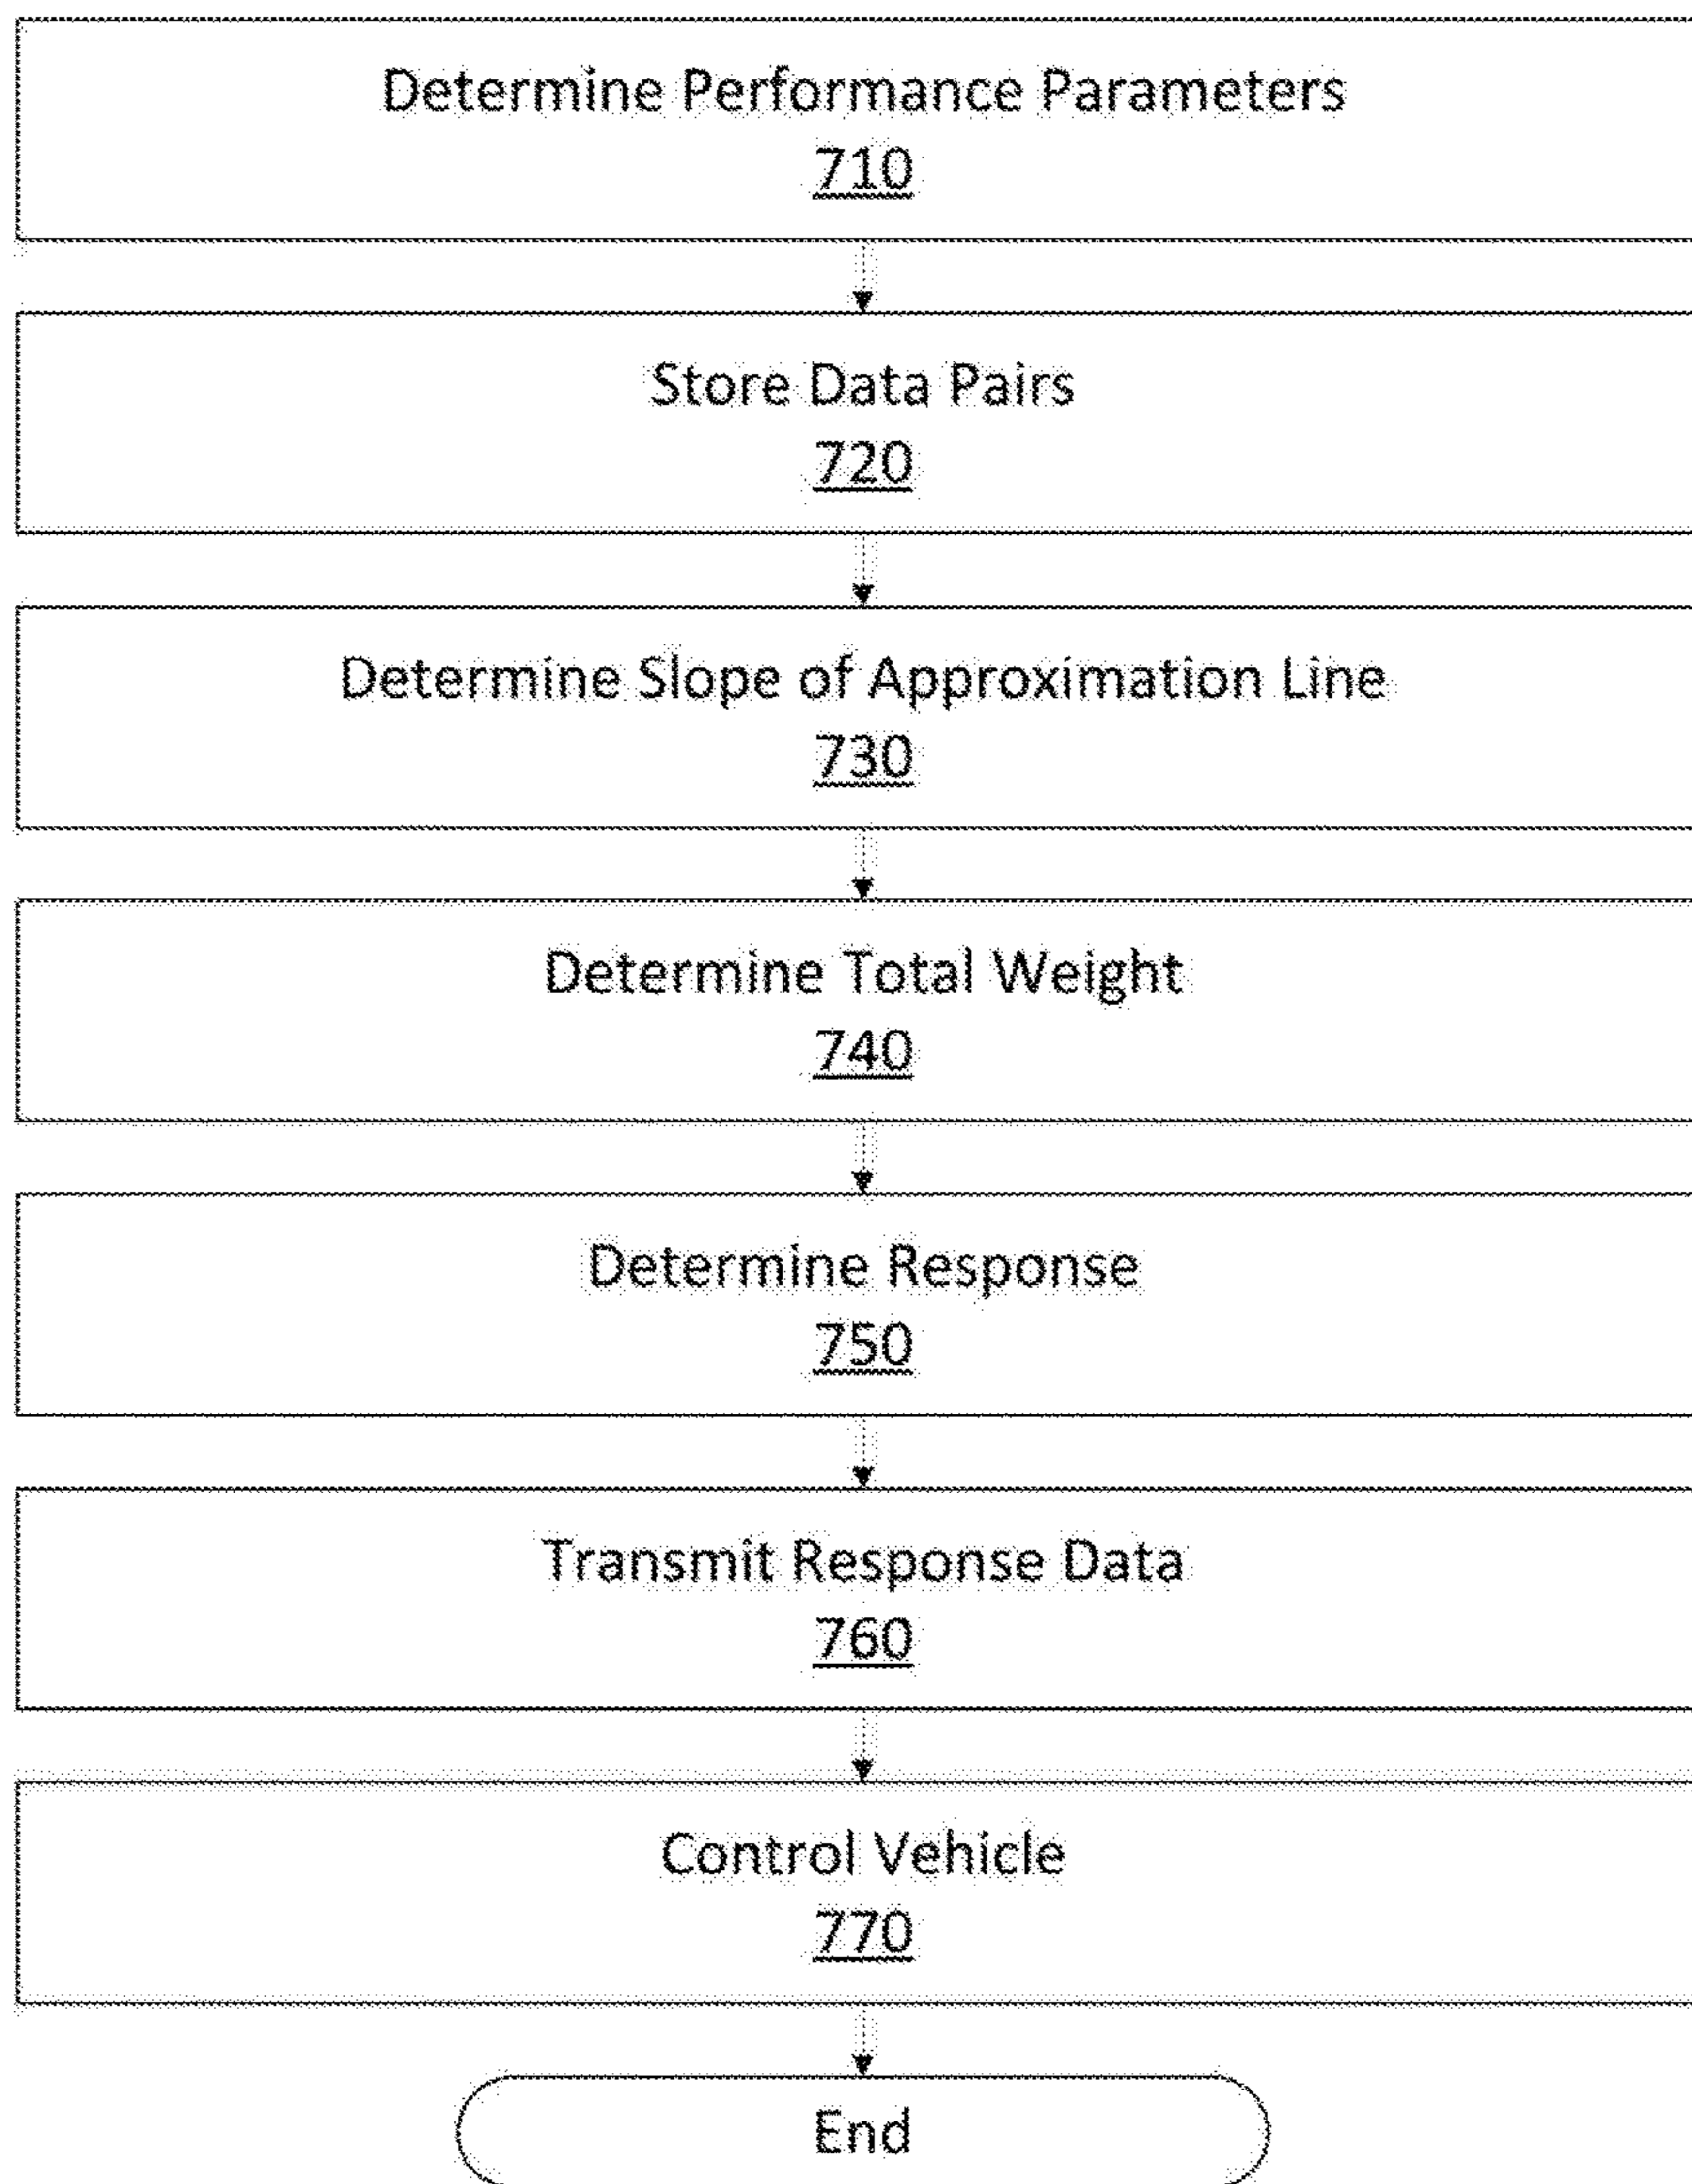 Determine Performance Parameters
710
Store Data Pairs
720
Determine Slope of Approximation Line
730
Determine Total Weight
740
Determine Response
750
Transmit Response Data
760
Control Vehicle
770
End